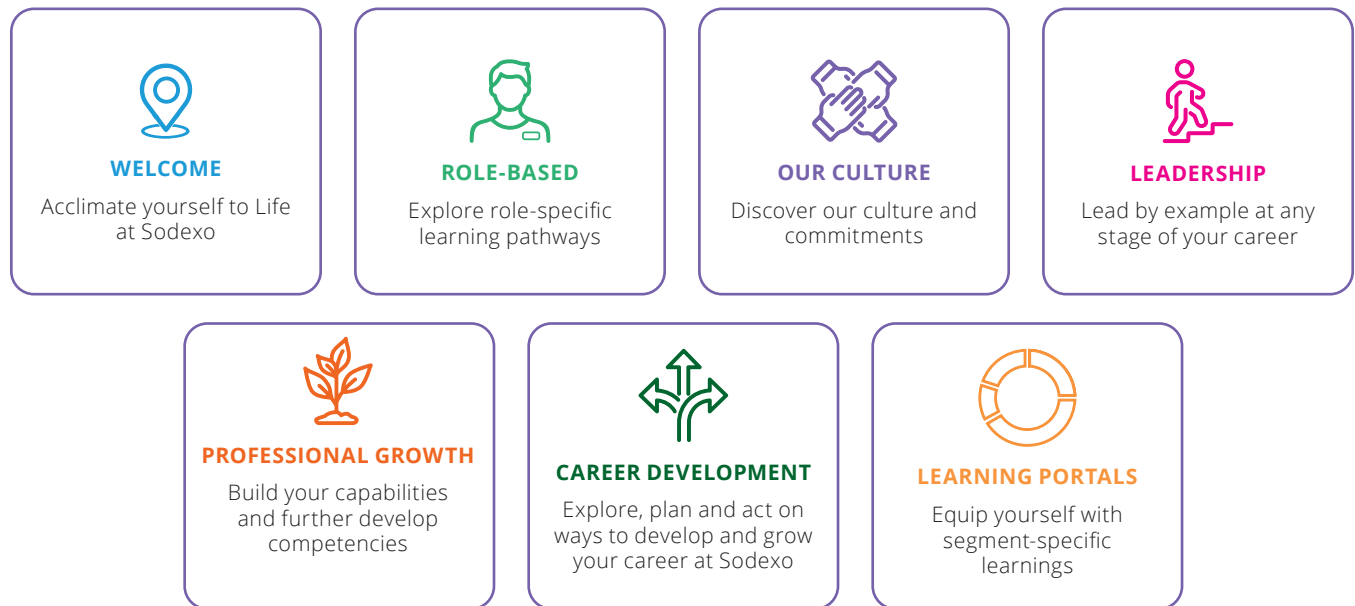 WELCOME
Acclimate yourself to Life
at Sodexo
ROLE-BASED
Explore role-specific
learning pathways
OUR CULTURE
Discover our culture and
commitments
LEADERSHIP
Lead by example at any
stage of your career
PROFESSIONAL GROWTH
Build your capabilities
and further develop
competencies
CAREER DEVELOPMENT
Explore, plan and act on
ways to develop and grow
your career at Sodexo
LEARNING PORTALS
Equip yourself with
segment-specific
learnings